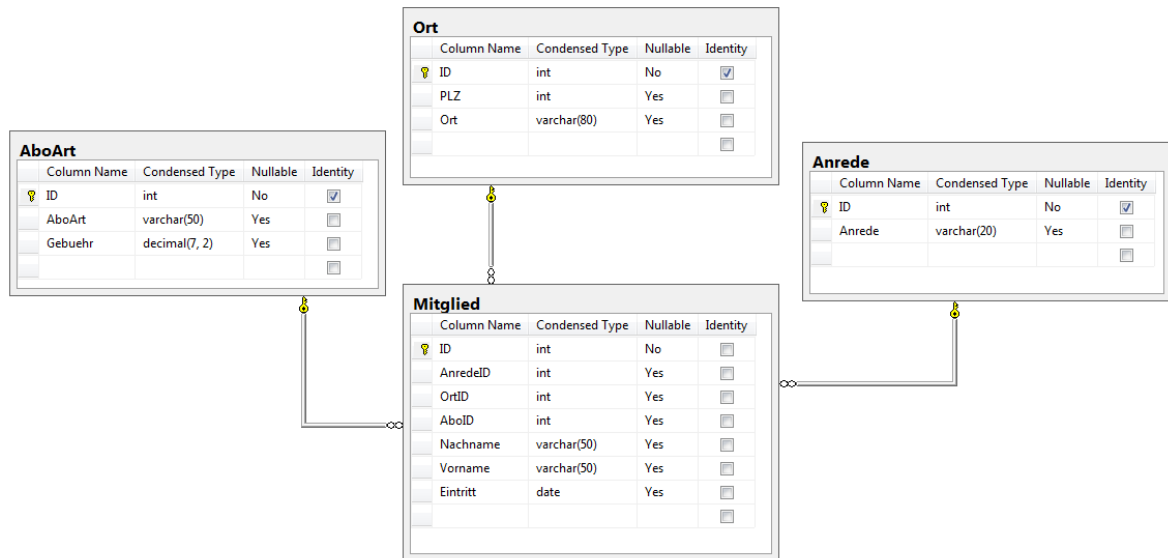 Ort
Column Name Condensed Type Nullable Identity
ID int No
PLZ int Yes
Ort varchar(80) Yes
AboArt
Column Name Condensed Type Nullable Identity
ID int No
AboArt varchar(50) Yes
Gebuehr decimal(7, 2) Yes
Anrede
Column Name Condensed Type Nullable Identity
ID int No
Anrede varchar(20) Yes
Mitglied
Column Name Condensed Type Nullable Identity
ID int No
AnredeID int Yes
OrtID int Yes
AboID int Yes
Nachname varchar(50) Yes
Vorname varchar(50) Yes
Eintritt date Yes